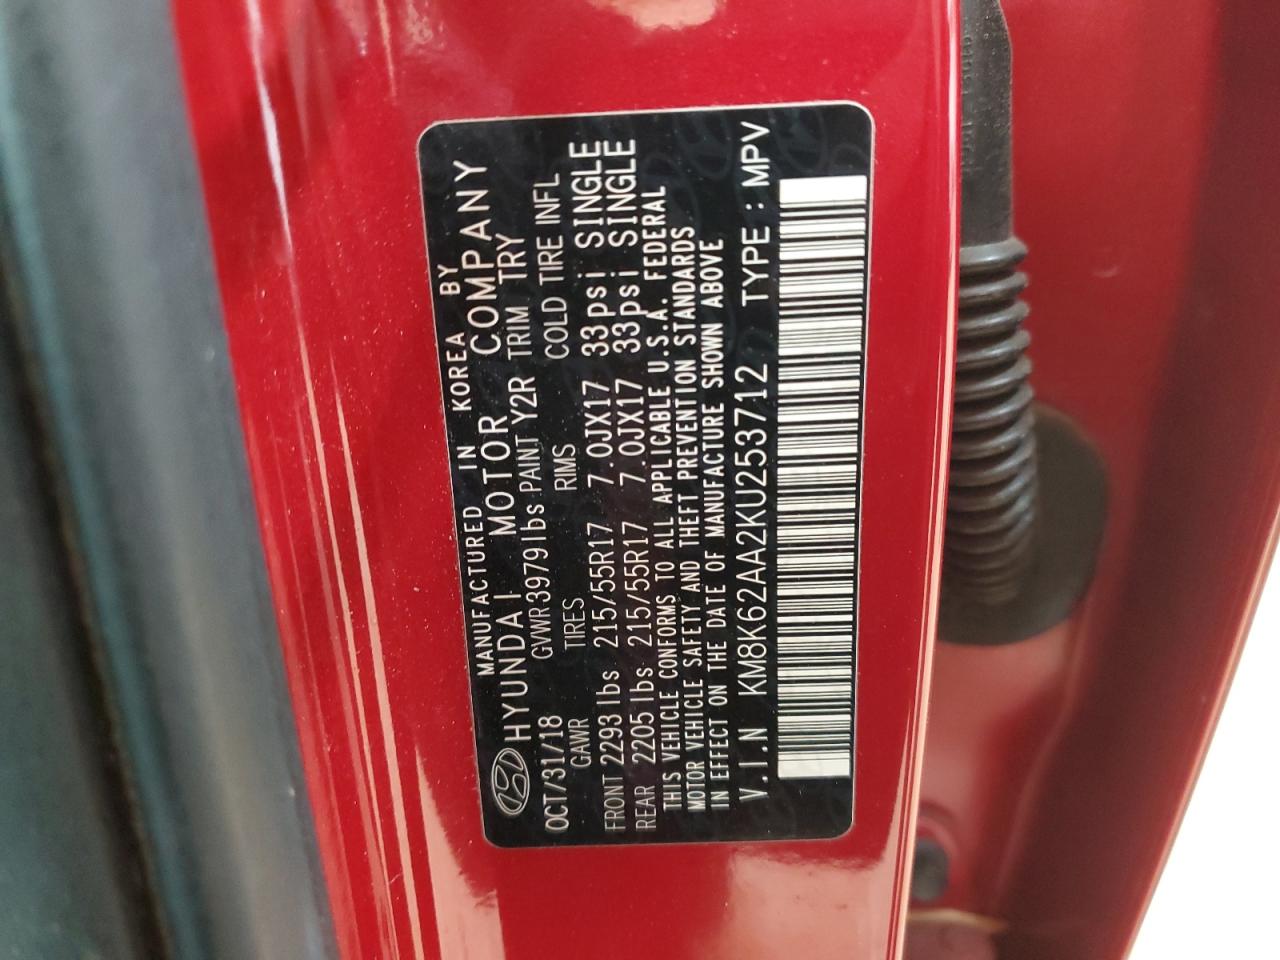 MANUFACTURED IN KOREA BY
HYUNDAI MOTOR COMPANY
OCT/31/18 GVWR 3979lbs PAINT Y2R TRIM TRY
GAWR TIRES RIMS COLD TIRE INFL
FRONT 2293 lbs 215/55R17 7.0JX17 33psi SINGLE
REAR 2205 lbs 215/55R17 7.0JX17 33psi SINGLE
THIS VEHICLE CONFORMS TO ALL APPLICABLE U.S.A. FEDERAL
MOTOR VEHICLE SAFETY AND THEFT PREVENTION STANDARDS
IN EFFECT ON THE DATE OF MANUFACTURE SHOWN ABOVE
V.I.N KM8K62AA2KU253712 TYPE : MPV